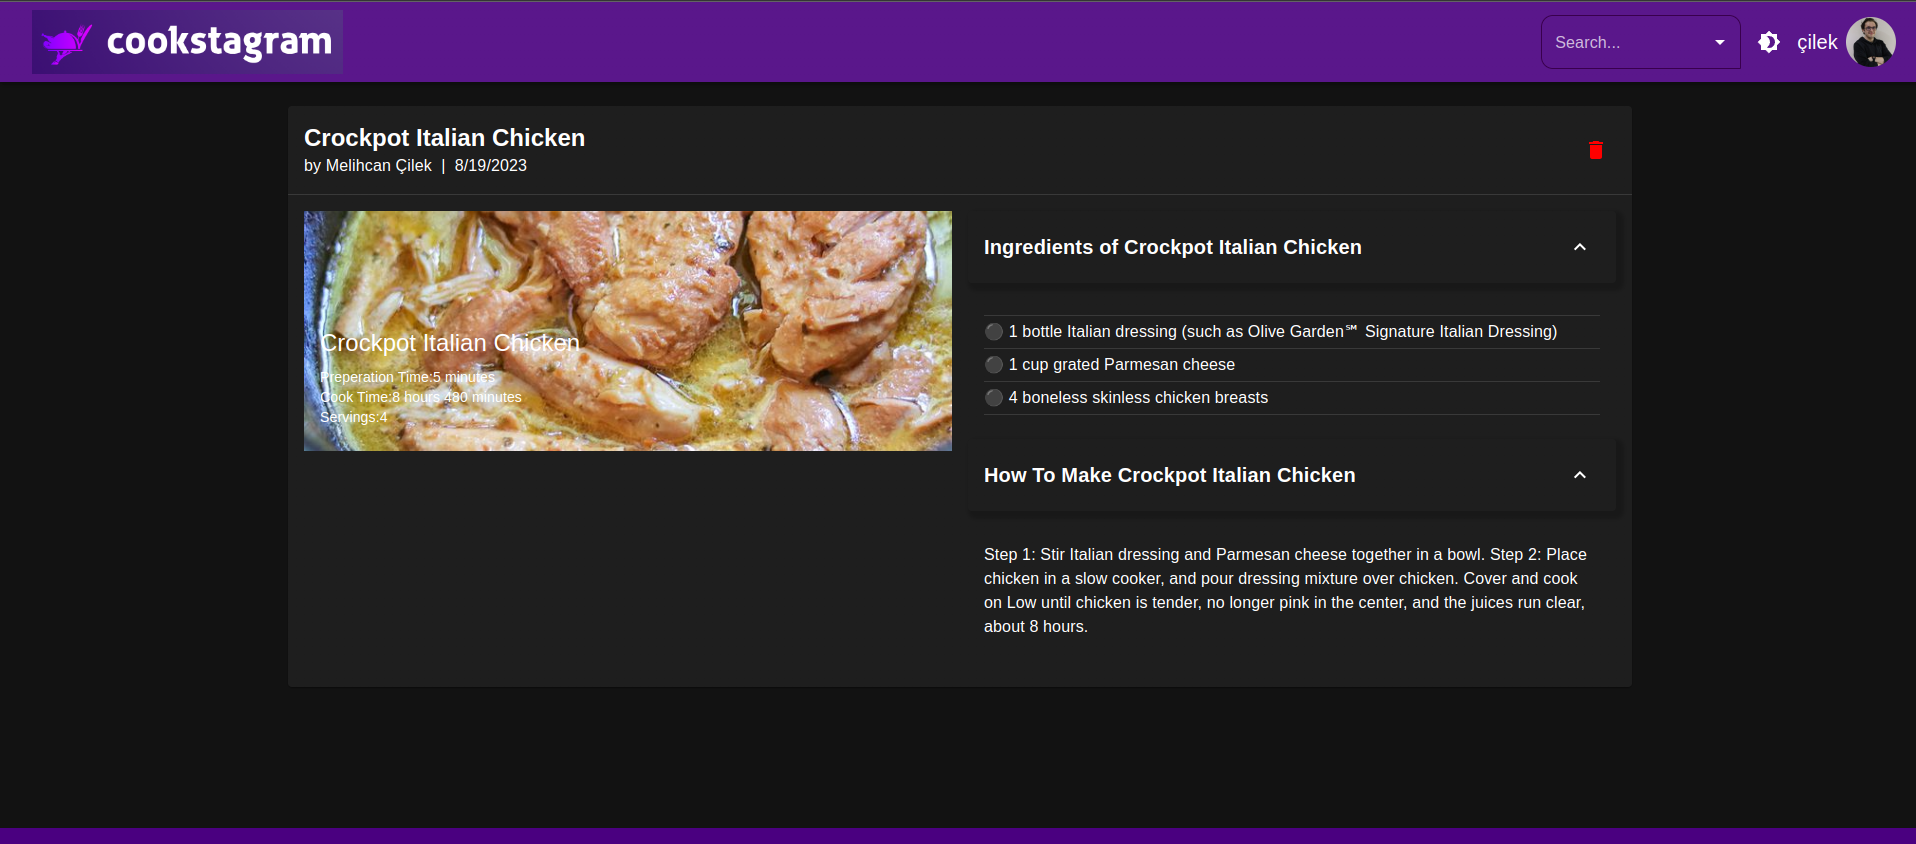 cookstagram
Search...
çilek
Crockpot Italian Chicken
by Melihcan Çilek | 8/19/2023
Crockpot Italian Chicken
Preperation Time:5 minutes
Cook Time:8 hours 480 minutes
Servings:4
Ingredients of Crockpot Italian Chicken
1 bottle Italian dressing (such as Olive Garden℠ Signature Italian Dressing)
1 cup grated Parmesan cheese
4 boneless skinless chicken breasts
How To Make Crockpot Italian Chicken
Step 1: Stir Italian dressing and Parmesan cheese together in a bowl. Step 2: Place
chicken in a slow cooker, and pour dressing mixture over chicken. Cover and cook
on Low until chicken is tender, no longer pink in the center, and the juices run clear,
about 8 hours.